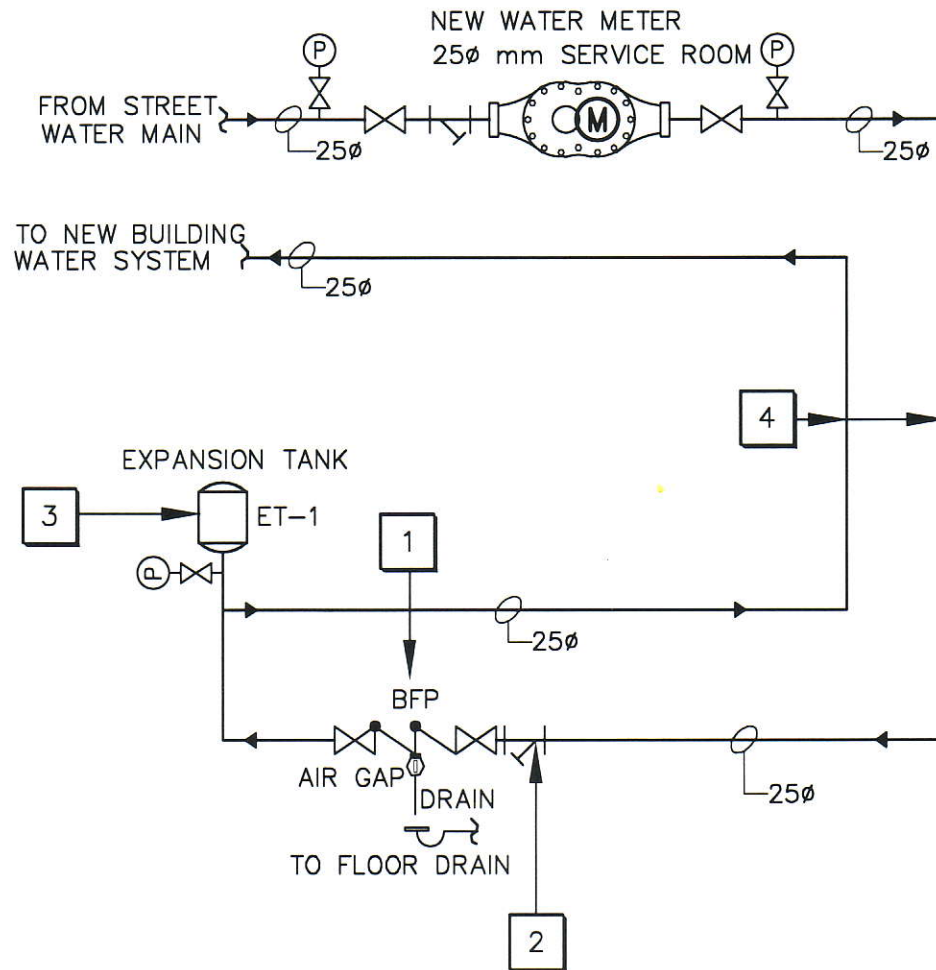 NEW WATER METER
25ø mm SERVICE ROOM
P
P
FROM STREET
WATER MAIN
M
25ø
25ø
TO NEW BUILDING
WATER SYSTEM
25ø
4
EXPANSION TANK
3
ET-1
1
P
25ø
BFP
AIR GAP
DRAIN
25ø
TO FLOOR DRAIN
2